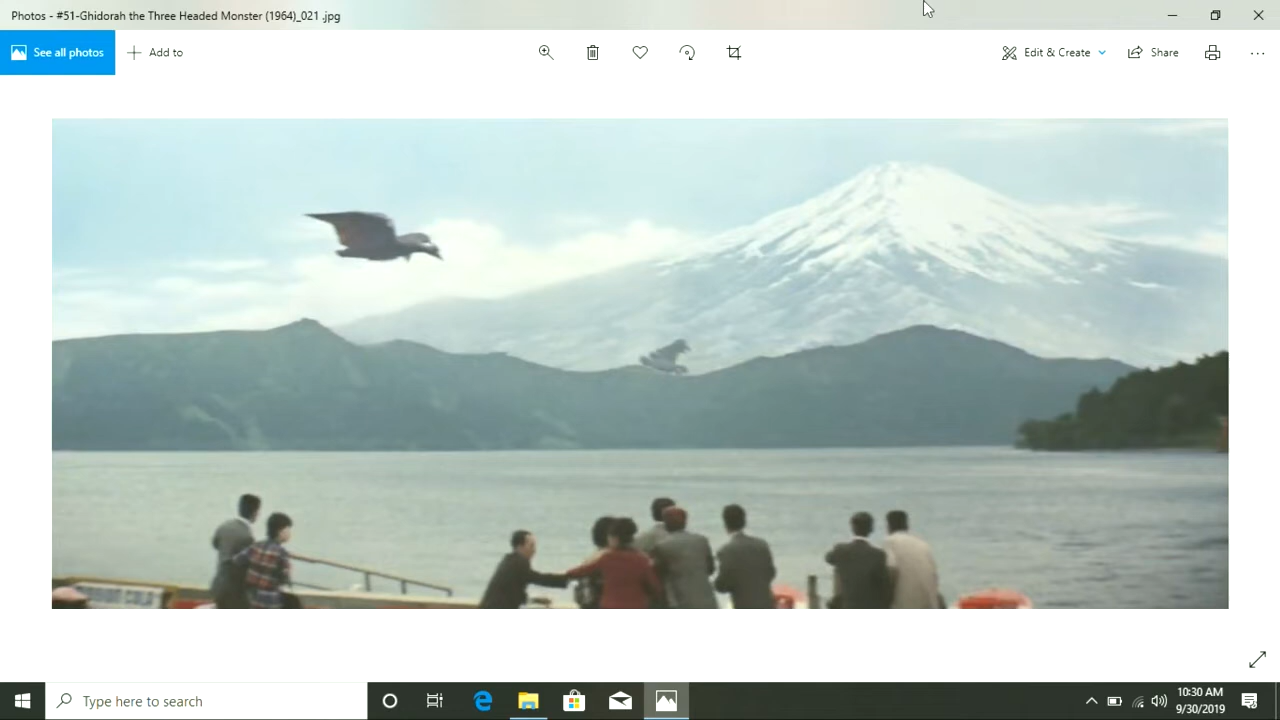 Photos - #51-Ghidorah the Three Headed Monster (1964)_021 .jpg
See all photos
Add to
Edit & Create
Share
Type here to search
10:30 AM
9/30/2019